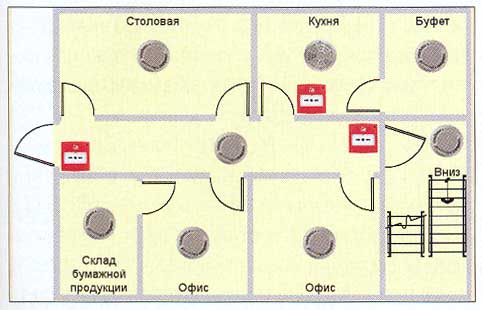 Столовая
Кухня
Буфет
Вниз
Склад
бумажной
продукции
Офис
Офис